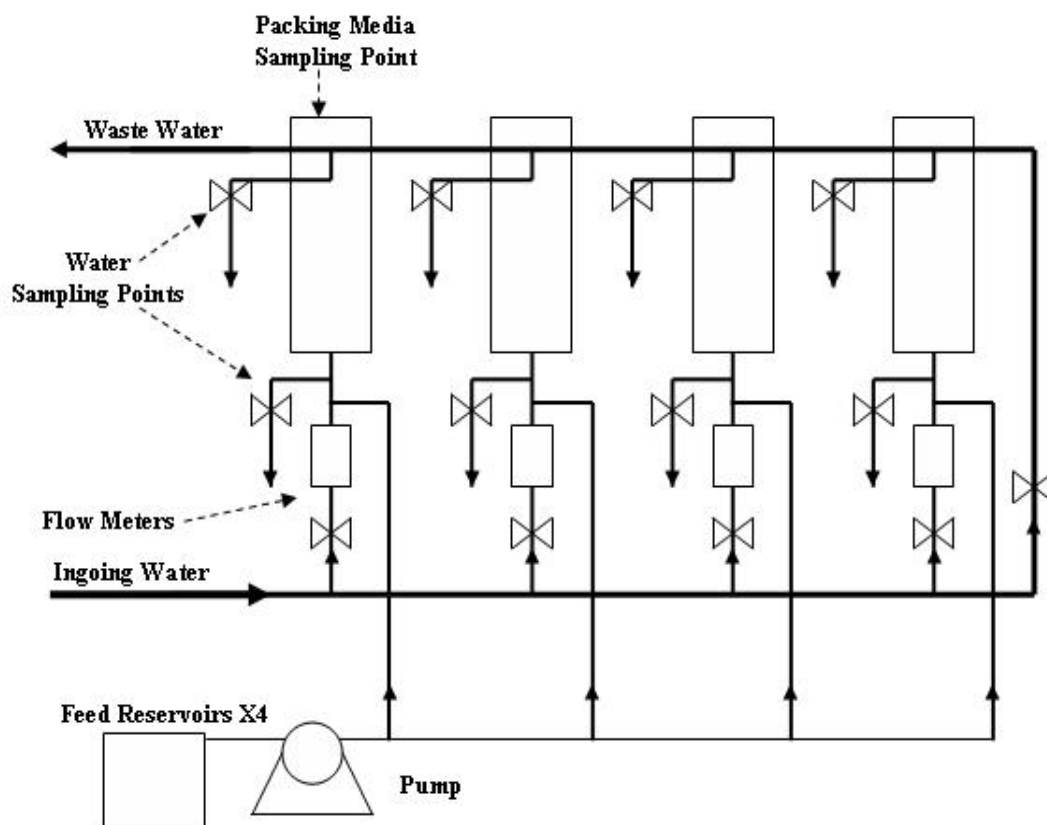 Packing Media
Sampling Point
Waste Water
Water
Sampling Points
Flow Meters
Ingoing Water
Feed Reservoirs X4
Pump